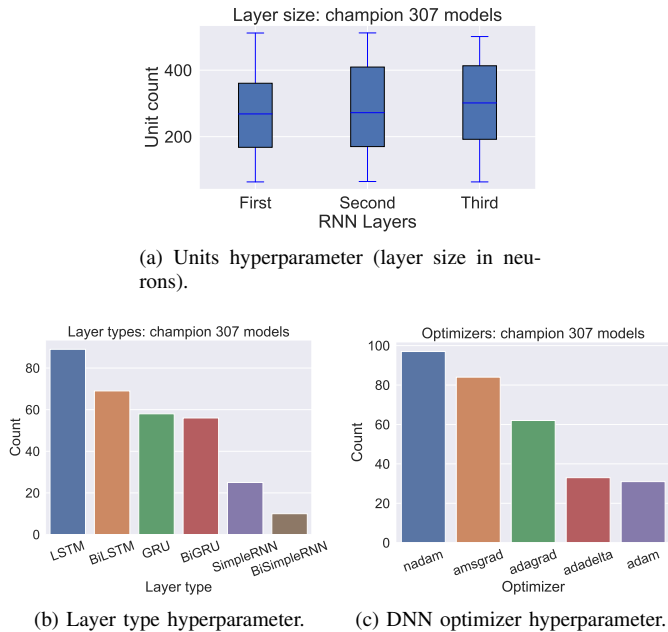 Layer size: champion 307 models
400
200
Unit count
First Second Third
RNN Layers
(a) Units hyperparameter (layer size in neu-
rons).
Layer types: champion 307 models
80
60
40
20
0
Count
LSTM BiLSTM GRU BiGRU SimpleRNN BiSimpleRNN
Layer type
(b) Layer type hyperparameter.
Optimizers: champion 307 models
100
80
60
40
20
0
Count
nadam amsgrad adagrad adadelta adam
Optimizer
(c) DNN optimizer hyperparameter.